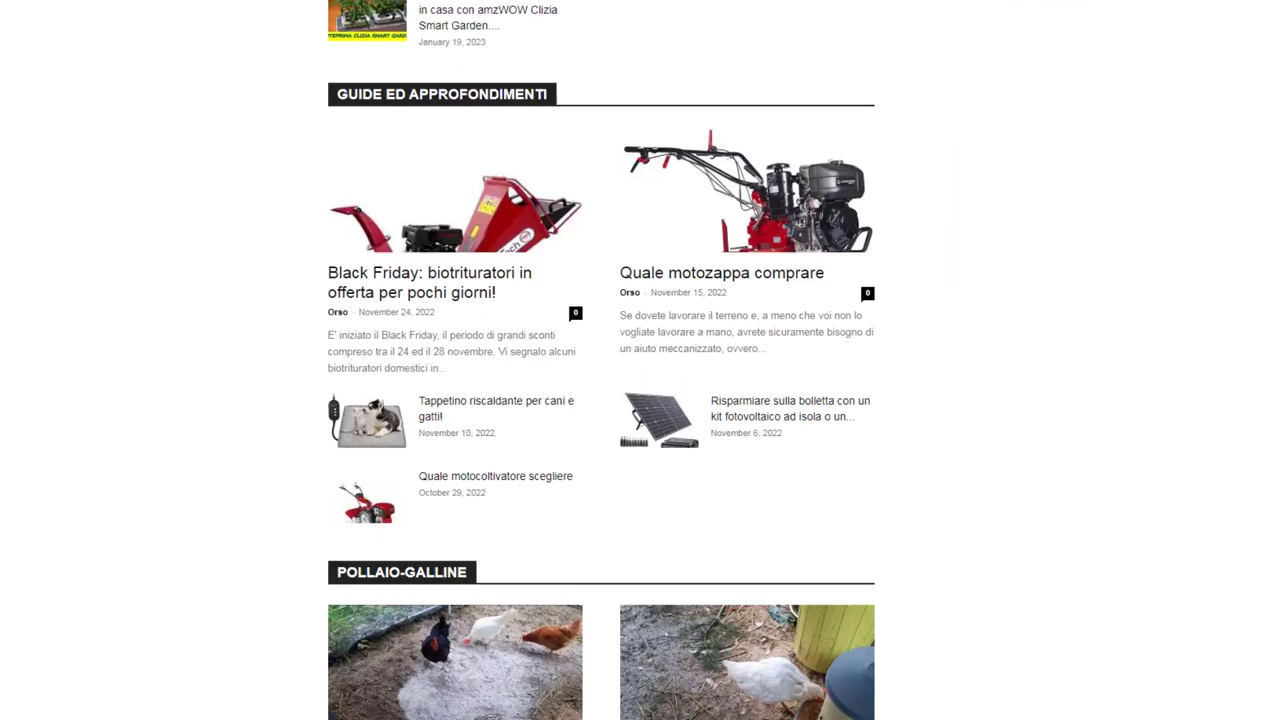 in casa con amzWOW Clizia
Smart Garden....
January 19, 2023
TEPRIMA CLIZIA SMART GARD
GUIDE ED APPROFONDIMENTI
Black Friday: biotrituratori in
offerta per pochi giorni!
Orso - November 24, 2022
0
E' iniziato il Black Friday, il periodo di grandi sconti
compreso tra il 24 ed il 28 novembre. Vi segnalo alcuni
biotrituratori domestici in...
Quale motozappa comprare
Orso - November 15, 2022
0
Se dovete lavorare il terreno e, a meno che voi non lo
vogliate lavorare a mano, avrete sicuramente bisogno di
un aiuto meccanizzato, ovvero...
Tappetino riscaldante per cani e
gatti!
November 10, 2022
Risparmiare sulla bolletta con un
kit fotovoltaico ad isola o un...
November 6, 2022
Quale motocoltivatore scegliere
October 29, 2022
POLLAIO-GALLINE